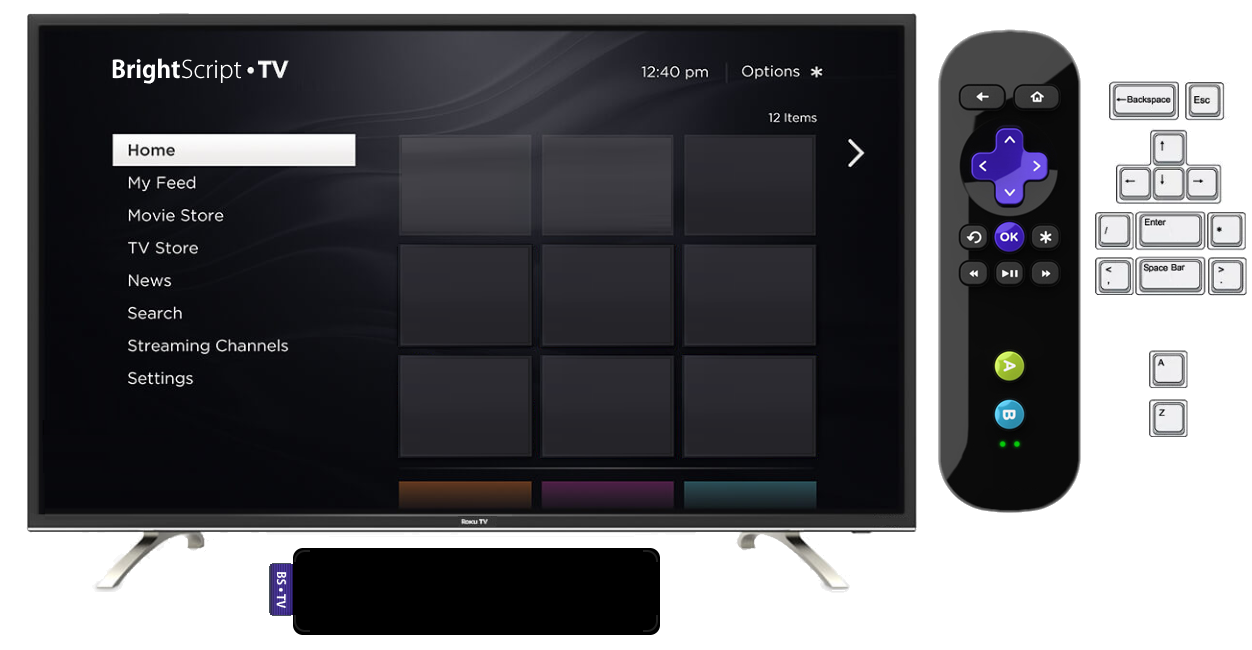 BrightScript • TV
12:40 pm
Options *
12 Items
Home
My Feed
Movie Store
TV Store
News
Search
Streaming Channels
Settings
Roku TV
BS • TV
OK
*
A
B
←Backspace
Esc
↑
← ↓ →
/
Enter
*
<
,
Space Bar
>
.
A
Z